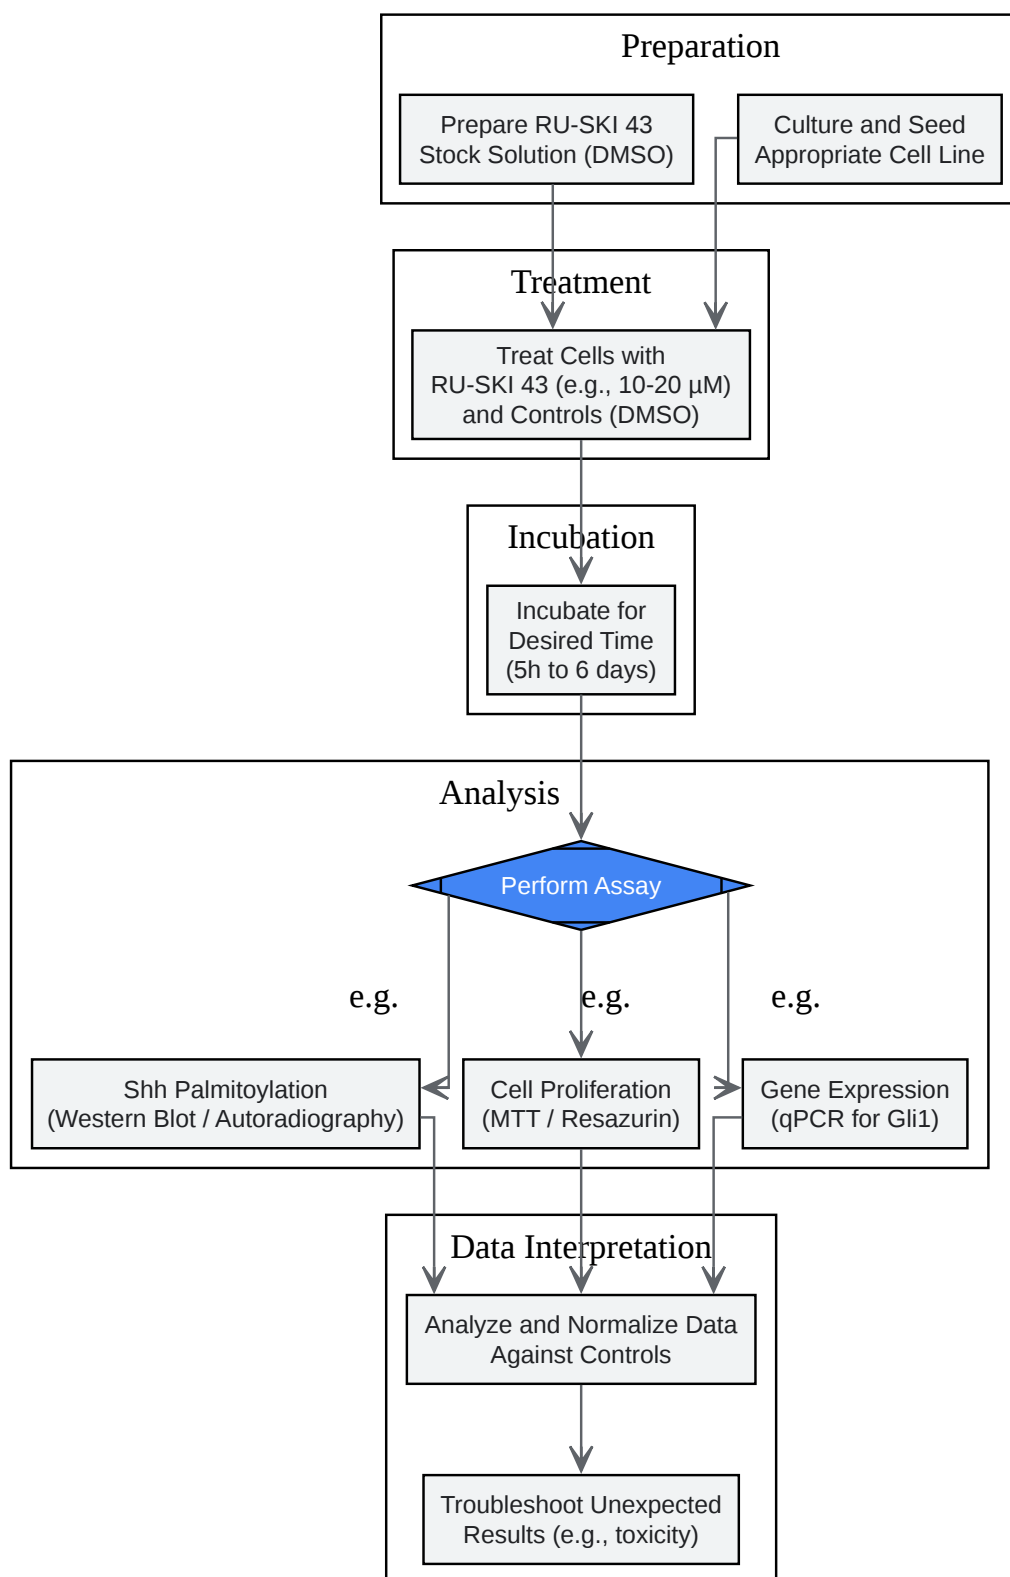 Preparation
Prepare RU-SKI 43
Stock Solution (DMSO)
Culture and Seed
Appropriate Cell Line
Treatment
Treat Cells with
RU-SKI 43 (e.g., 10-20 µM)
and Controls (DMSO)
Incubation
Incubate for
Desired Time
(5h to 6 days)
Analysis
Perform Assay
e.g.
e.g.
e.g.
Shh Palmitoylation
(Western Blot / Autoradiography)
Cell Proliferation
(MTT / Resazurin)
Gene Expression
(qPCR for Gli1)
Data Interpretation
Analyze and Normalize Data
Against Controls
Troubleshoot Unexpected
Results (e.g., toxicity)